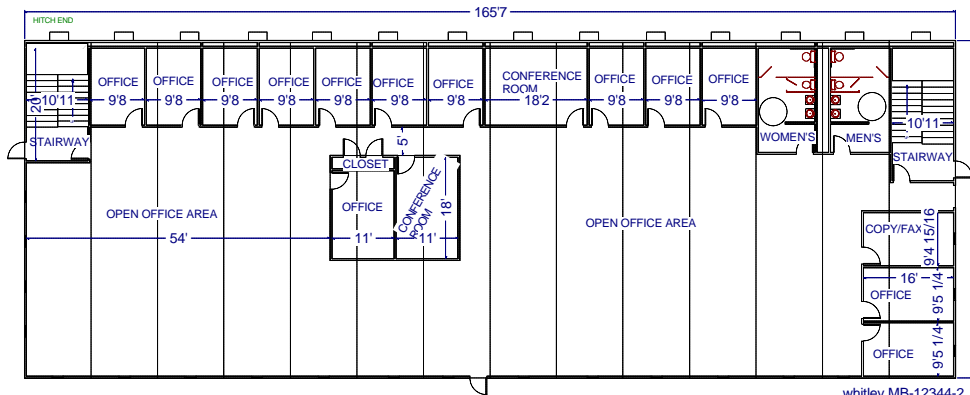 165'7
HITCH END
OFFICE
OFFICE
OFFICE
OFFICE
OFFICE
OFFICE
OFFICE
CONFERENCE
ROOM
OFFICE
OFFICE
OFFICE
20'
10'11
9'8
9'8
9'8
9'8
9'8
9'8
9'8
18'2
9'8
9'8
9'8
10'11
STAIRWAY
5'
WOMEN'S
MEN'S
STAIRWAY
CLOSET
OFFICE
CONFERENCE
ROOM
18'
OPEN OFFICE AREA
OPEN OFFICE AREA
COPY/FAX
9'4 15/16
54'
11'
11'
16'
OFFICE
9'5 1/4
OFFICE
9'5 1/4
whitley MB-12344-2